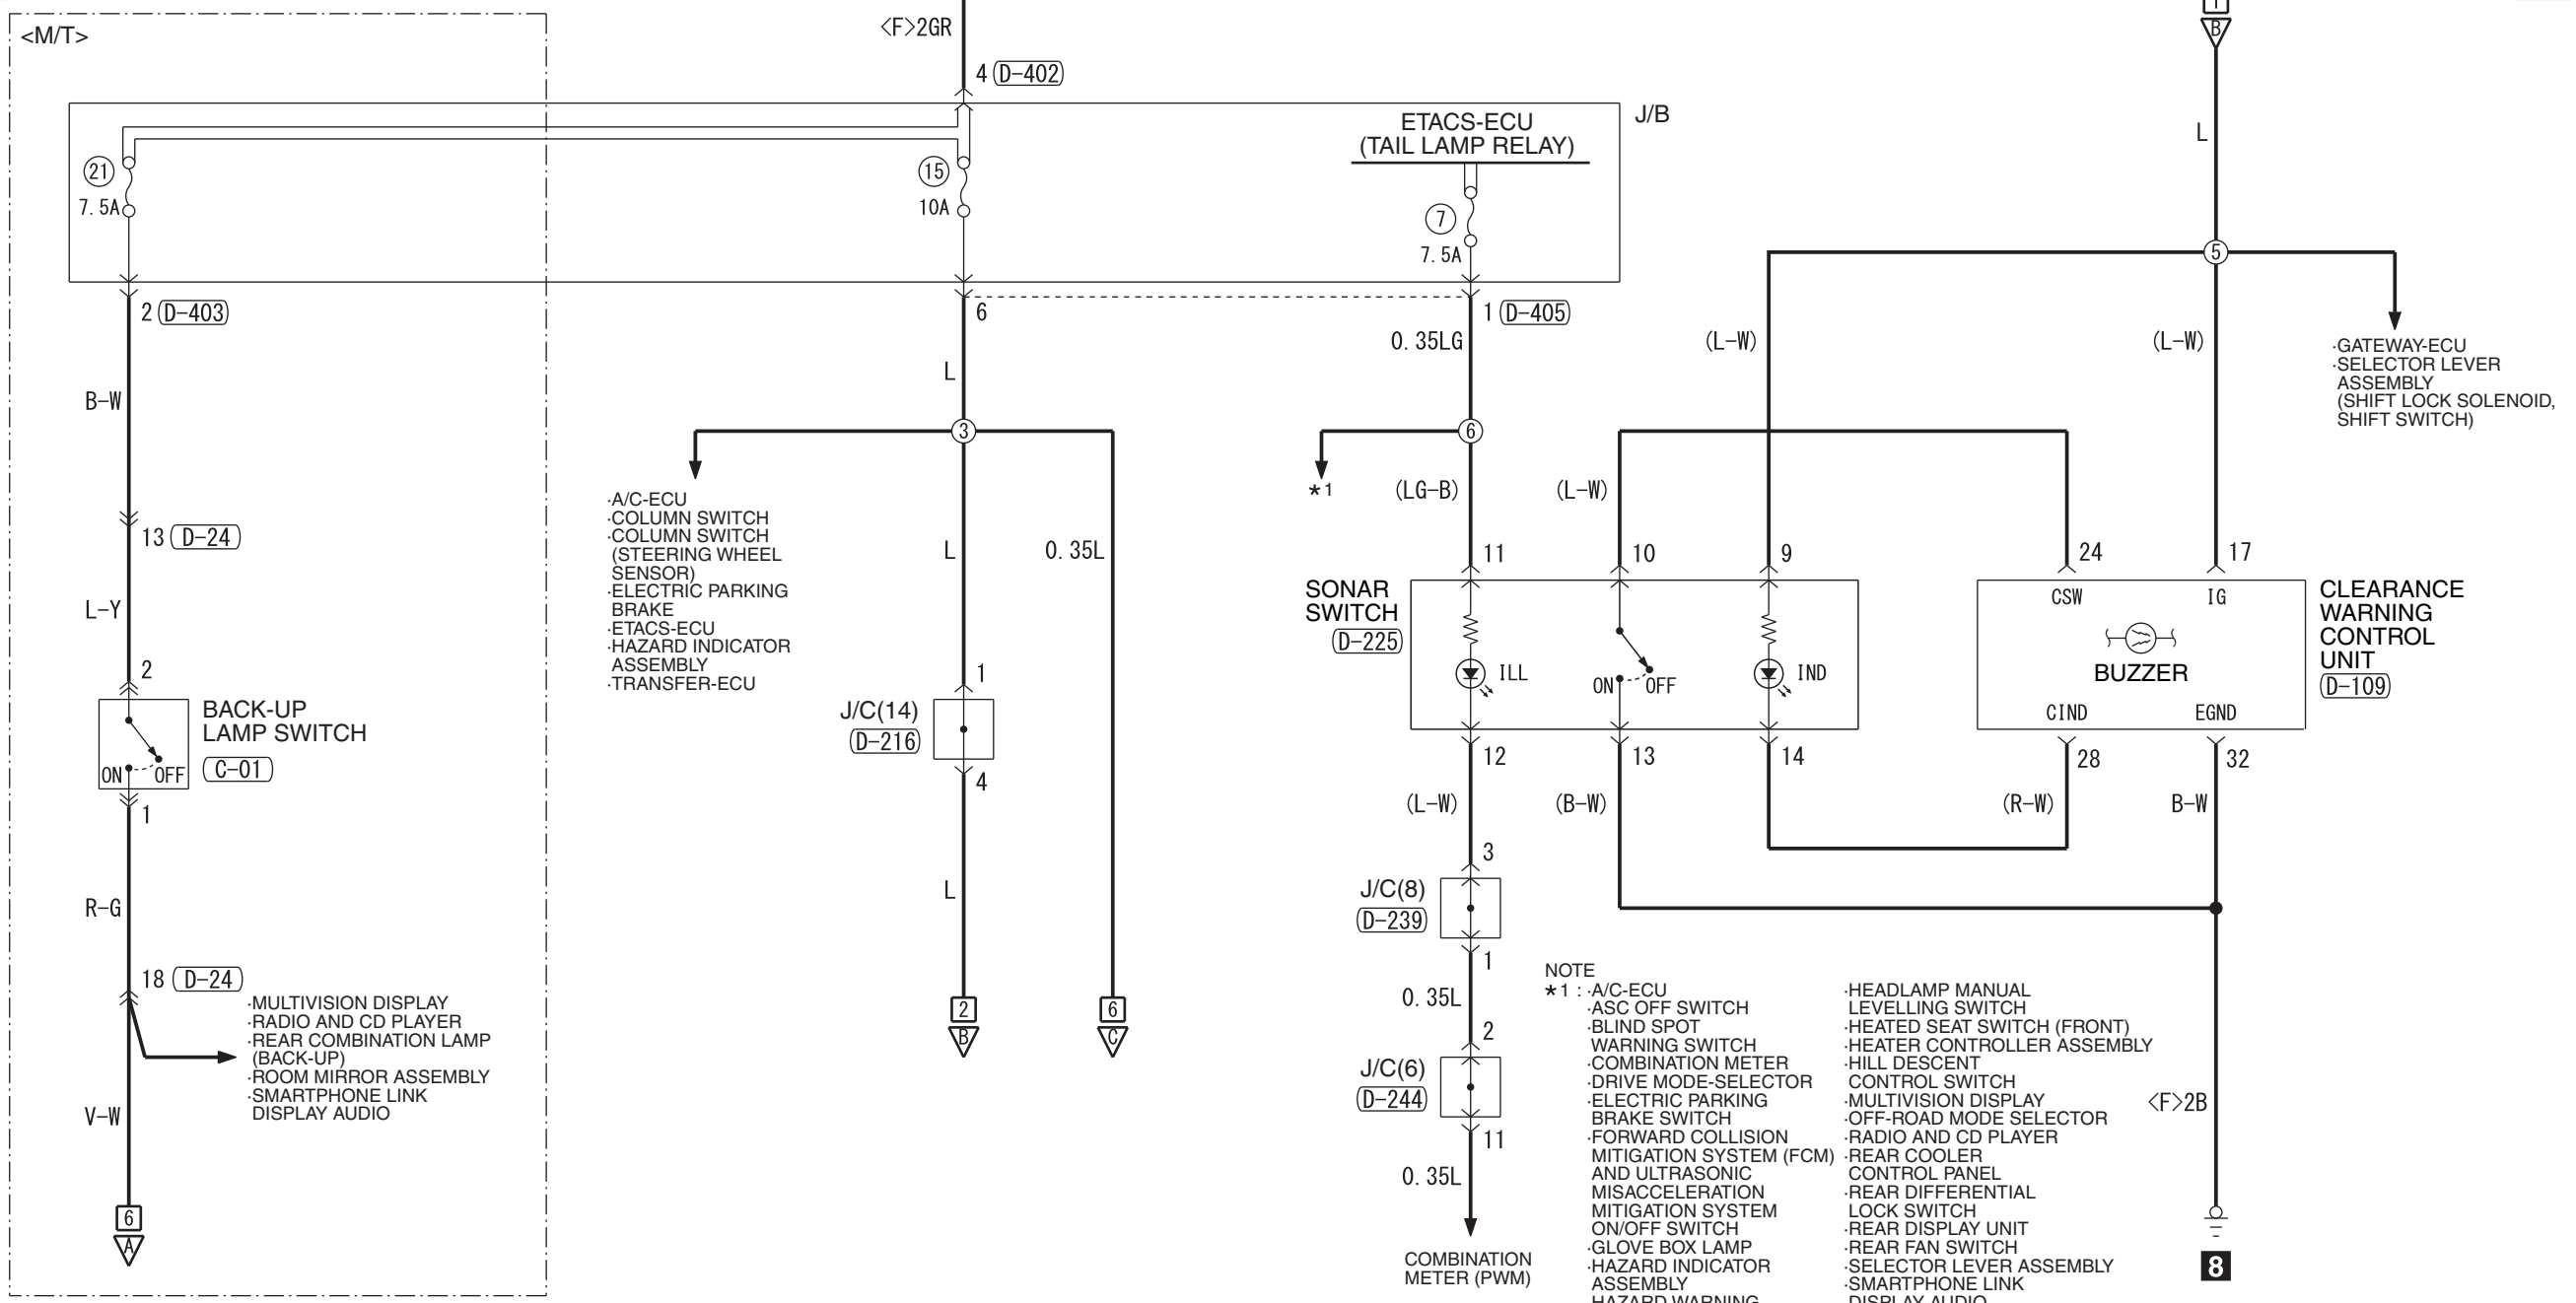 <M/T>
<F>2GR
4 D-402
J/B
ETACS-ECU
(TAIL LAMP RELAY)
21
7.5A
15
10A
7
7.5A
2 D-403
6
1 D-405
B-W
13 D-24
L-Y
2
BACK-UP
LAMP SWITCH
C-01
ON OFF
1
R-G
18 D-24
·MULTIVISION DISPLAY
·RADIO AND CD PLAYER
·REAR COMBINATION LAMP
(BACK-UP)
·ROOM MIRROR ASSEMBLY
·SMARTPHONE LINK
DISPLAY AUDIO
V-W
6
A
L
3
·A/C-ECU
·COLUMN SWITCH
·COLUMN SWITCH
(STEERING WHEEL
SENSOR)
·ELECTRIC PARKING
BRAKE
·ETACS-ECU
·HAZARD INDICATOR
ASSEMBLY
·TRANSFER-ECU
L
0.35L
1
J/C(14)
D-216
4
L
2
B
6
C
0.35LG
6
*1
(LG-B)
11
SONAR
SWITCH
D-225
ILL
12
(L-W)
3
J/C(8)
D-239
1
0.35L
2
J/C(6)
D-244
11
0.35L
COMBINATION
METER (PWM)
(L-W)
10
ON OFF
13
(B-W)
(L-W)
9
IND
14
1
B
L
5
(L-W)
·GATEWAY-ECU
·SELECTOR LEVER
ASSEMBLY
(SHIFT LOCK SOLENOID,
SHIFT SWITCH)
24
17
CSW
IG
BUZZER
CLEARANCE
WARNING
CONTROL
UNIT
D-109
CIND
EGND
28
32
(R-W)
B-W
<F>2B
8
NOTE
*1 : ·A/C-ECU
·ASC OFF SWITCH
·BLIND SPOT
WARNING SWITCH
·COMBINATION METER
·DRIVE MODE-SELECTOR
·ELECTRIC PARKING
BRAKE SWITCH
·FORWARD COLLISION
MITIGATION SYSTEM (FCM)
AND ULTRASONIC
MISACCELERATION
MITIGATION SYSTEM
ON/OFF SWITCH
·GLOVE BOX LAMP
·HAZARD INDICATOR
ASSEMBLY
·HAZARD WARNING
·HEADLAMP MANUAL
LEVELLING SWITCH
·HEATED SEAT SWITCH (FRONT)
·HEATER CONTROLLER ASSEMBLY
·HILL DESCENT
CONTROL SWITCH
·MULTIVISION DISPLAY
·OFF-ROAD MODE SELECTOR
·RADIO AND CD PLAYER
·REAR COOLER
CONTROL PANEL
·REAR DIFFERENTIAL
LOCK SWITCH
·REAR DISPLAY UNIT
·REAR FAN SWITCH
·SELECTOR LEVER ASSEMBLY
·SMARTPHONE LINK
DISPLAY AUDIO